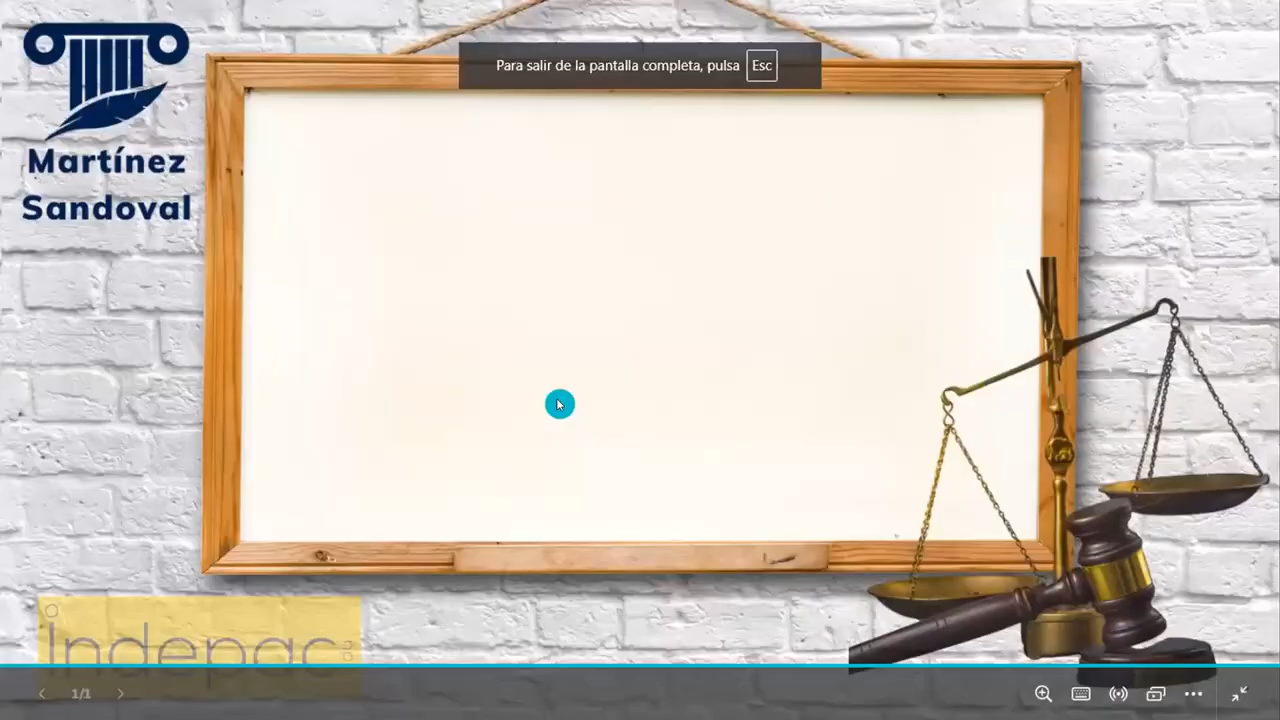 Para salir de la pantalla completa, pulsa Esc
Martínez
Sandoval
Indepac
1/1